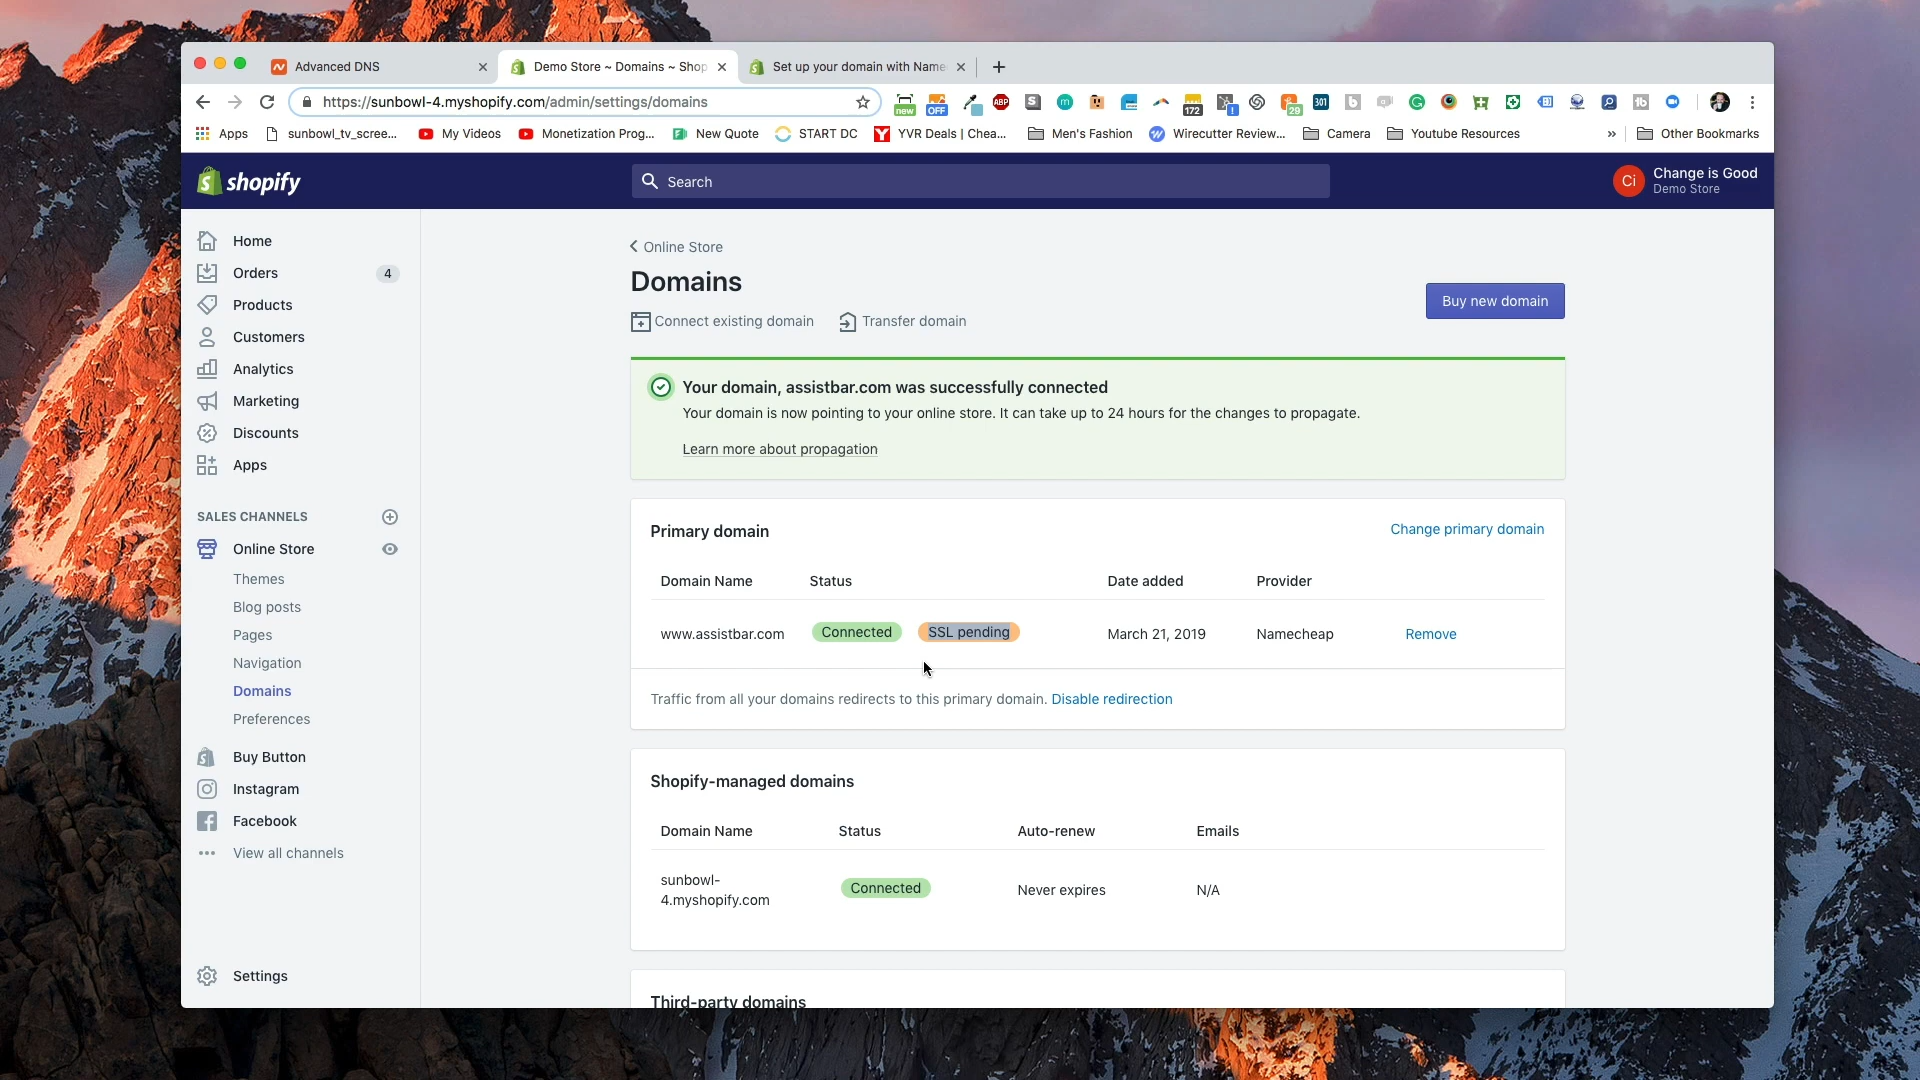 Advanced DNS
Demo Store ~ Domains ~ Shop
Set up your domain with Name
https://sunbowl-4.myshopify.com/admin/settings/domains
new
OFF
ABP
172
29
301
Apps
sunbowl_tv_scree...
My Videos
Monetization Prog...
New Quote
START DC
YVR Deals | Chea...
Men's Fashion
Wirecutter Review...
Camera
Youtube Resources
»
Other Bookmarks
shopify
Search
Ci
Change is Good
Demo Store
Home
Orders
4
Products
Customers
Analytics
Marketing
Discounts
Apps
SALES CHANNELS
Online Store
Themes
Blog posts
Pages
Navigation
Domains
Preferences
Buy Button
Instagram
Facebook
View all channels
Settings
Online Store
Domains
Connect existing domain
Transfer domain
Buy new domain
Your domain, assistbar.com was successfully connected
Your domain is now pointing to your online store. It can take up to 24 hours for the changes to propagate.
Learn more about propagation
Primary domain
Change primary domain
Domain Name
Status
Date added
Provider
www.assistbar.com
Connected
SSL pending
March 21, 2019
Namecheap
Remove
Traffic from all your domains redirects to this primary domain. Disable redirection
Shopify-managed domains
Domain Name
Status
Auto-renew
Emails
sunbowl-
4.myshopify.com
Connected
Never expires
N/A
Third-party domains